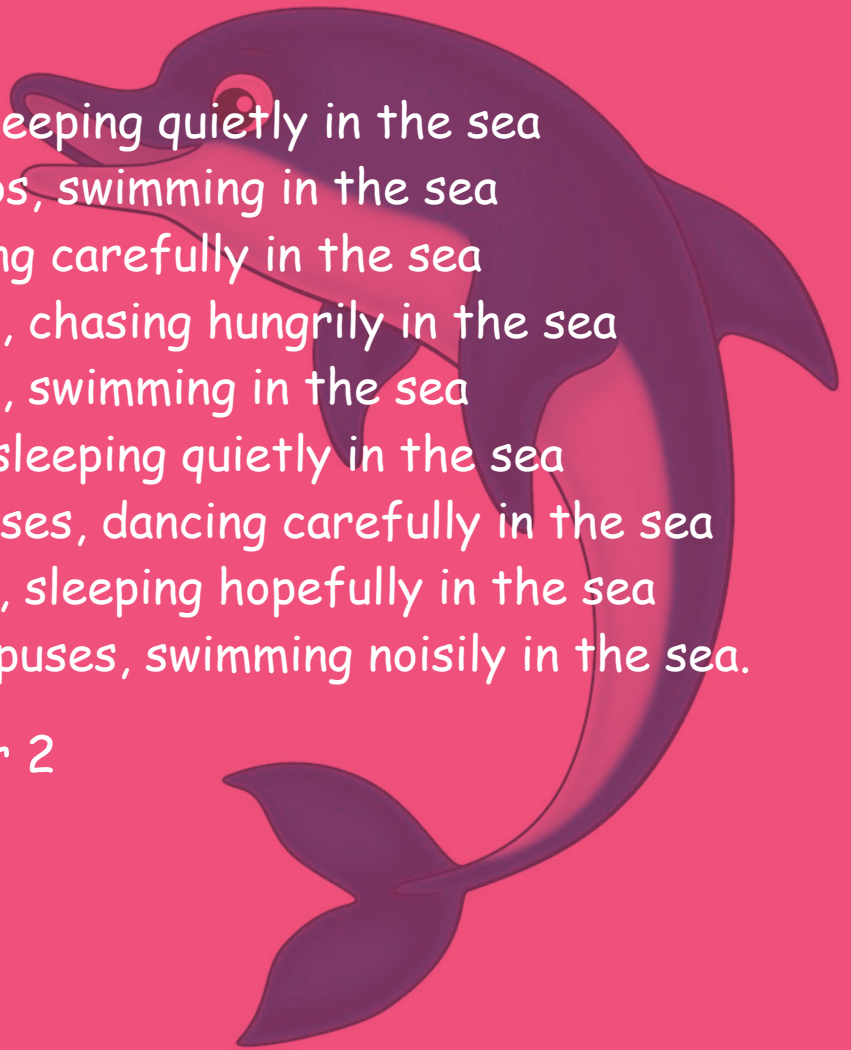 quietly in the sea
swimming in the sea
carefully in the sea
, chasing hungrily in the sea
, swimming in the sea
sleeping quietly in the sea
dancing carefully in the sea
, sleeping hopefully in the sea
swimming noisily in the sea.
2